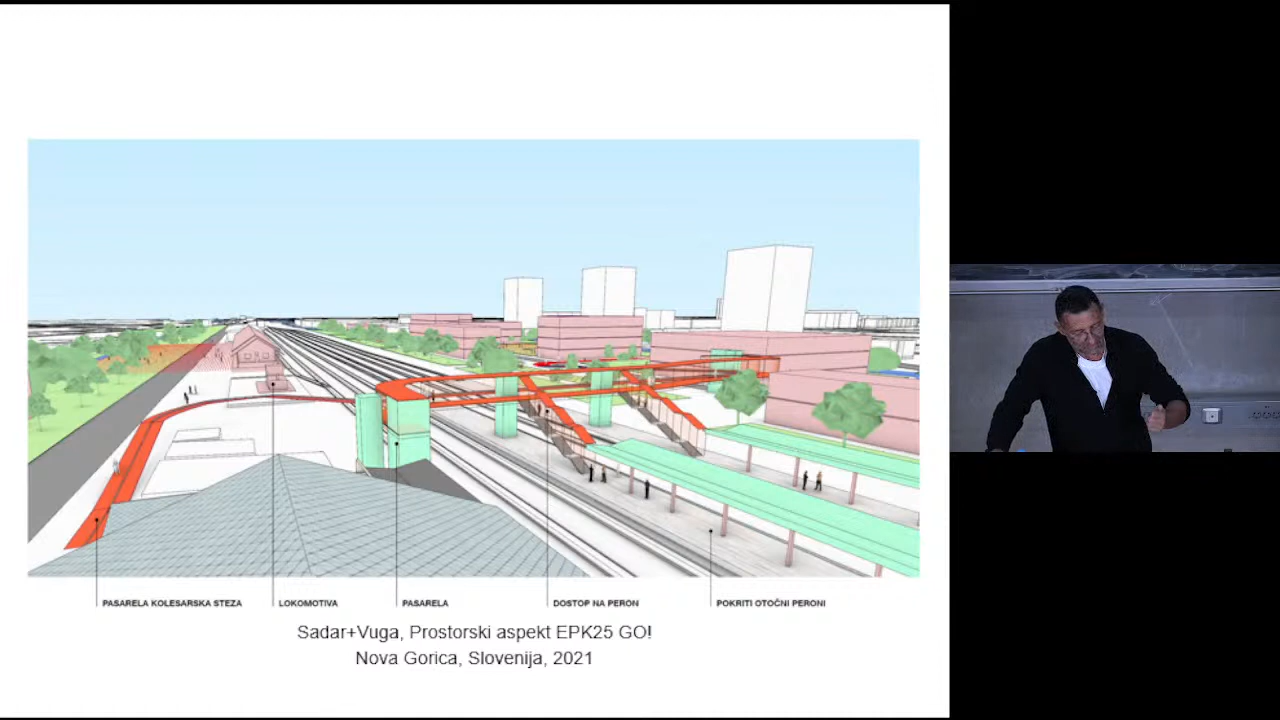 PASARELA KOLESARSKA STEZA LOKOMOTIVA PASARELA DOSTOP NA PERON POKRITI OTOČNI PERONI
Sadar+Vuga, Prostorski aspekt EPK25 GO!
Nova Gorica, Slovenija, 2021